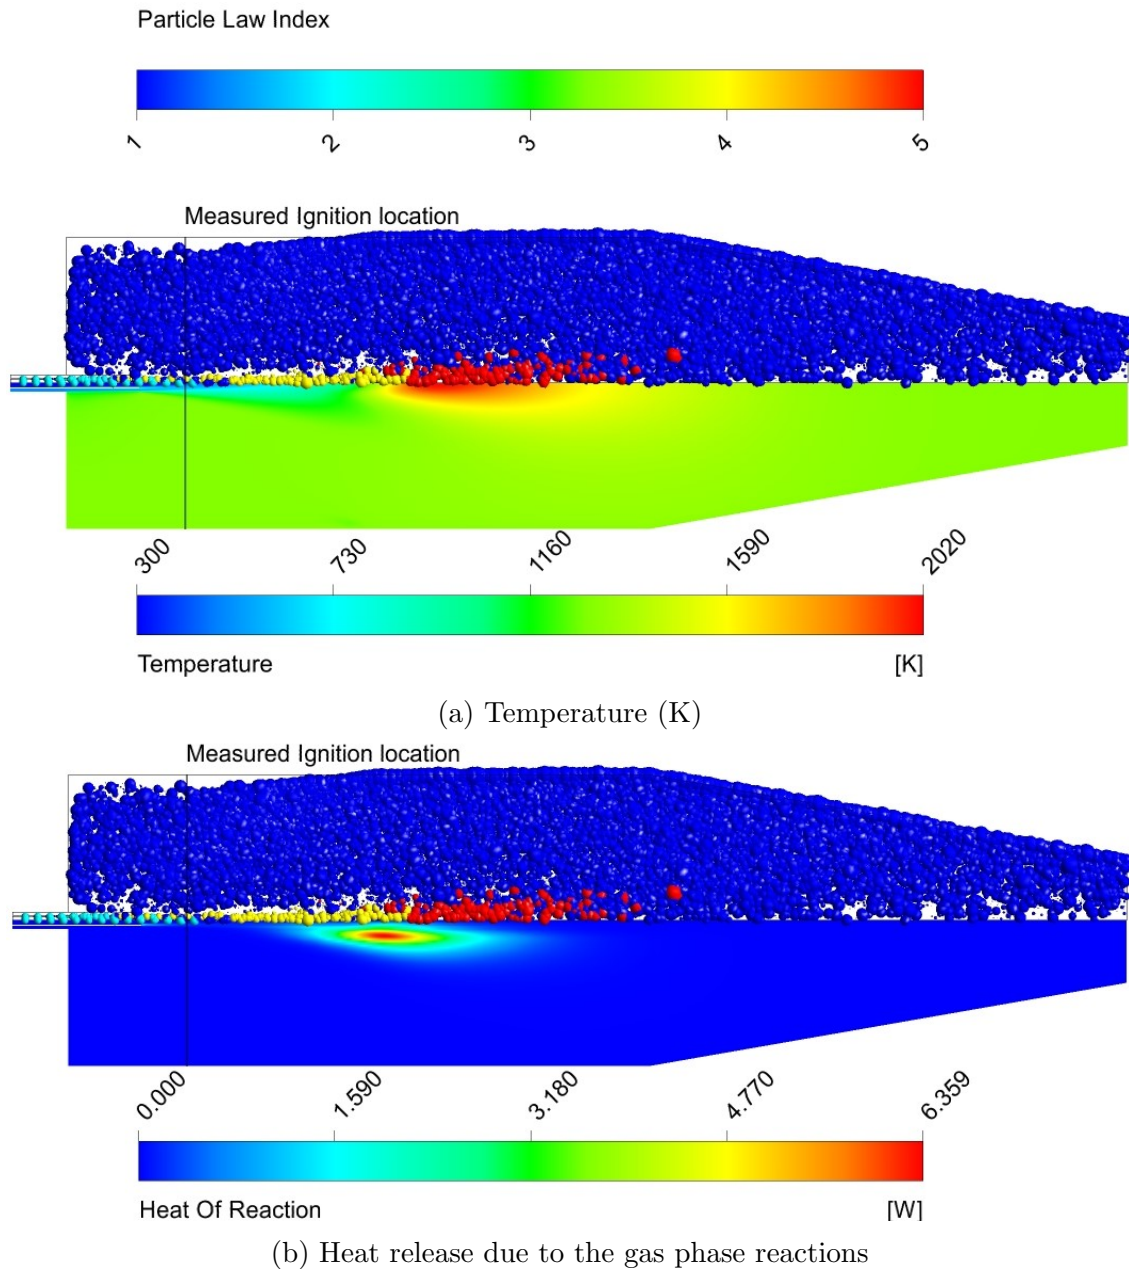 Particle Law Index
1 2 3 4 5
Measured Ignition location
300 730 1160 1590 2020
Temperature [K]
(a) Temperature (K)
Measured Ignition location
0.000 1.590 3.180 4.770 6.359
Heat Of Reaction [W]
(b) Heat release due to the gas phase reactions